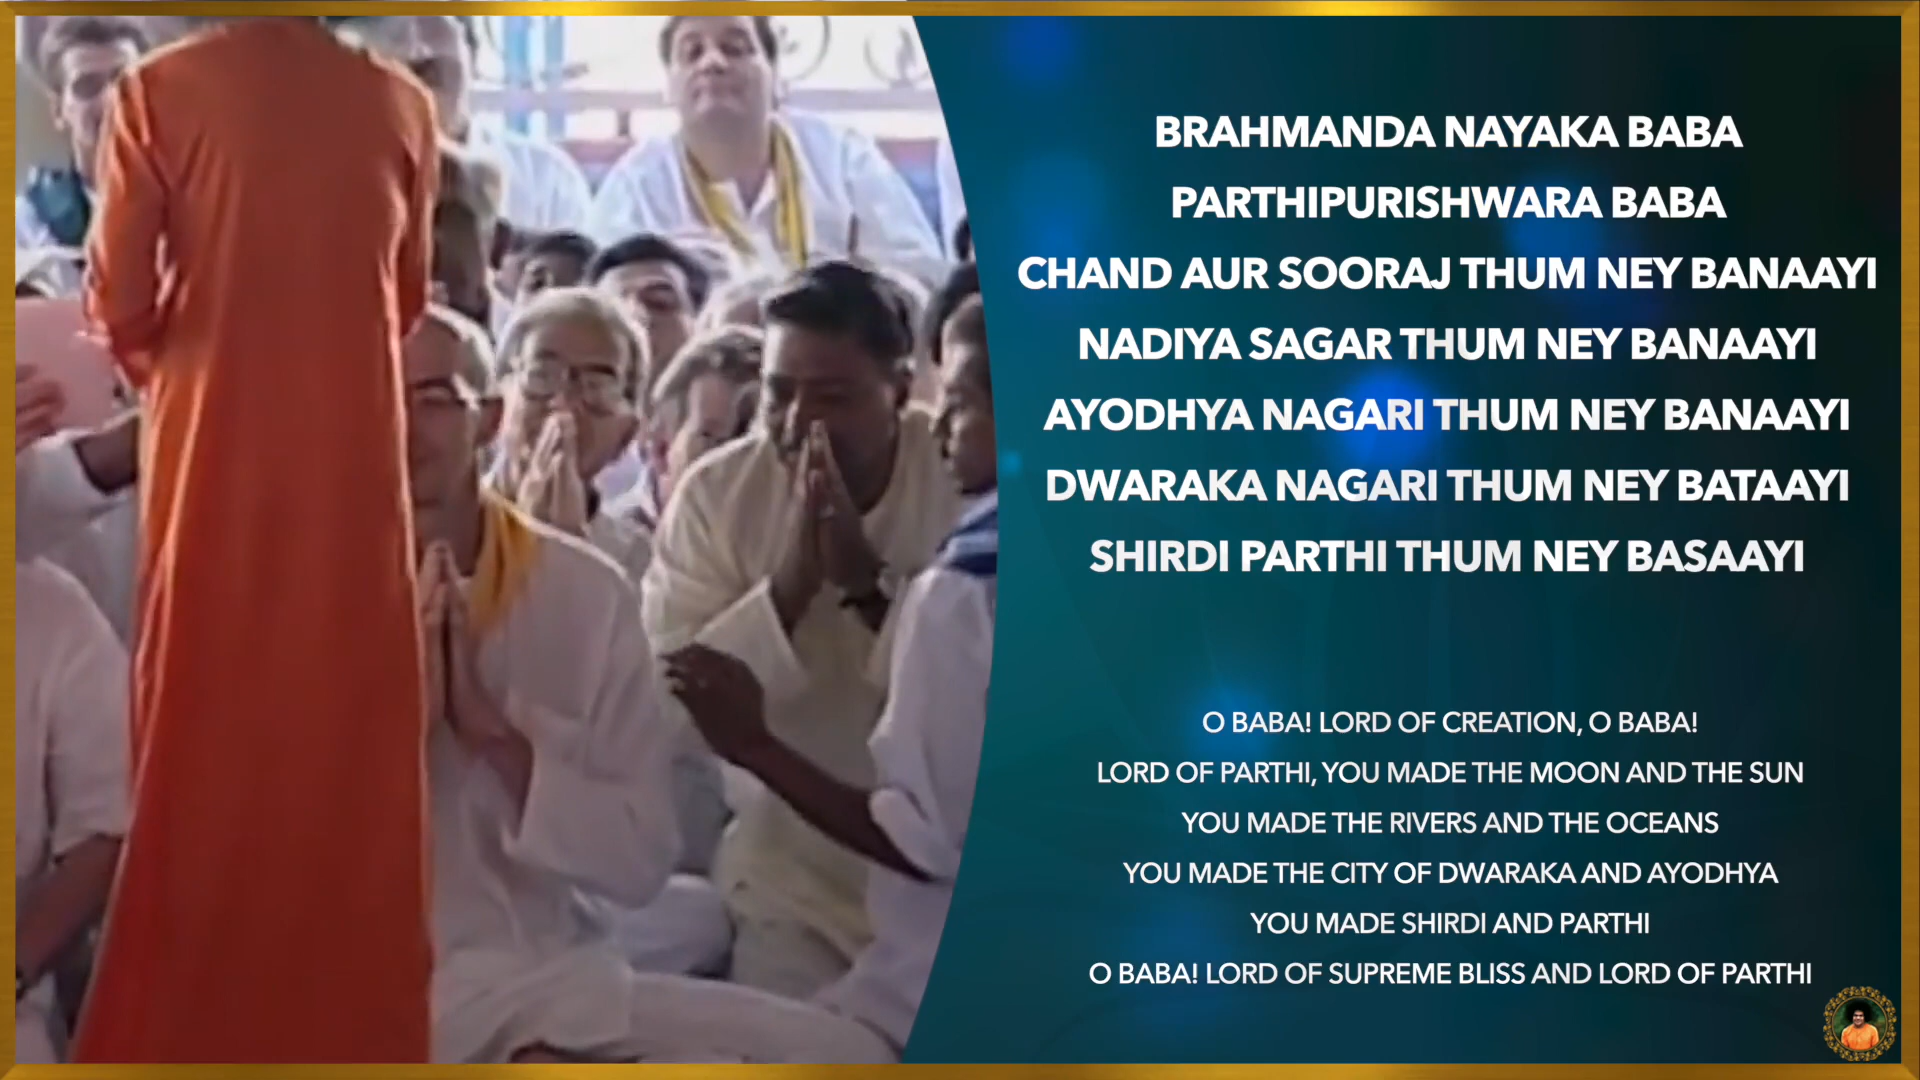 BRAHMANDA NAYAKA BABA
PARTHIPURISHWARA BABA
CHAND AUR SOORAJ THUM NEY BANAAYI
NADIYA SAGAR THUM NEY BANAAYI
AYODHYA NAGARI THUM NEY BANAAYI
DWARAKA NAGARI THUM NEY BATAAYI
SHIRDI PARTHI THUM NEY BASAAYI
O BABA! LORD OF CREATION, O BABA!
LORD OF PARTHI, YOU MADE THE MOON AND THE SUN
YOU MADE THE RIVERS AND THE OCEANS
YOU MADE THE CITY OF DWARAKA AND AYODHYA
YOU MADE SHIRDI AND PARTHI
O BABA! LORD OF SUPREME BLISS AND LORD OF PARTHI